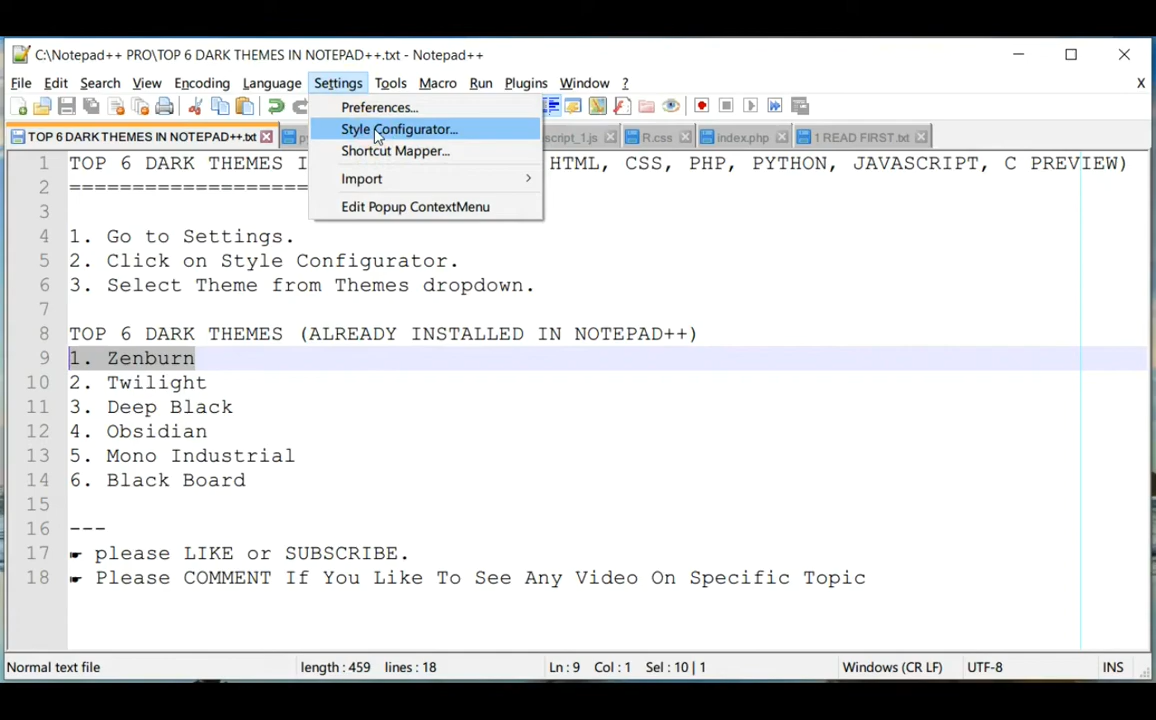 C:\Notepad++ PRO\TOP 6 DARK THEMES IN NOTEPAD++.txt - Notepad++
File Edit Search View Encoding Language Settings Tools Macro Run Plugins Window ? X
Preferences...
Style Configurator...
Shortcut Mapper...
Import
Edit Popup ContextMenu
TOP 6 DARK THEMES IN NOTEPAD++.txt py script_1.js R.css index.php 1 READ FIRST.txt
1 TOP 6 DARK THEMES I HTML, CSS, PHP, PYTHON, JAVASCRIPT, C PREVIEW)
2 ===================
3
4 1. Go to Settings.
5 2. Click on Style Configurator.
6 3. Select Theme from Themes dropdown.
7
8 TOP 6 DARK THEMES (ALREADY INSTALLED IN NOTEPAD++)
9 1. Zenburn
10 2. Twilight
11 3. Deep Black
12 4. Obsidian
13 5. Mono Industrial
14 6. Black Board
15
16 ---
17 ☛ please LIKE or SUBSCRIBE.
18 ☛ Please COMMENT If You Like To See Any Video On Specific Topic
Normal text file length : 459 lines : 18 Ln : 9 Col : 1 Sel : 10 | 1 Windows (CR LF) UTF-8 INS